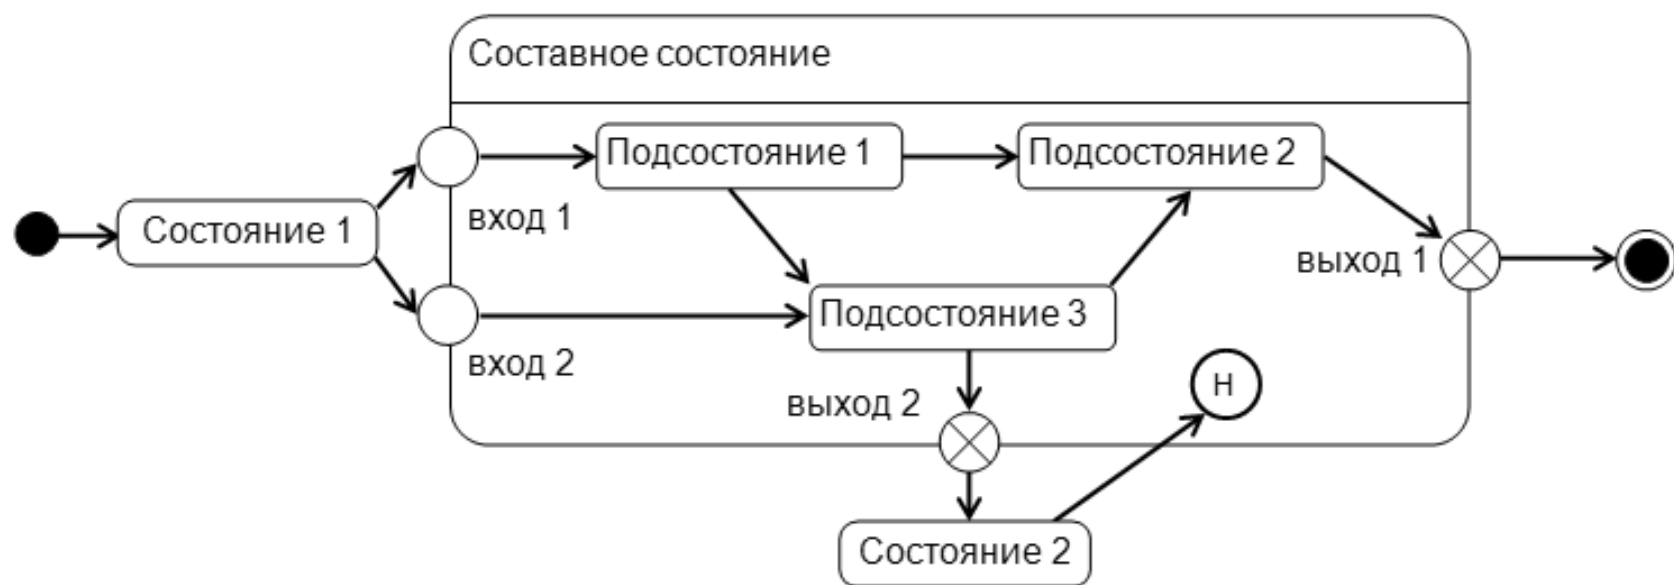 Составное состояние
Подсостояние 1
Подсостояние 2
Состояние 1
вход 1
выход 1
Подсостояние 3
вход 2
H
выход 2
Состояние 2